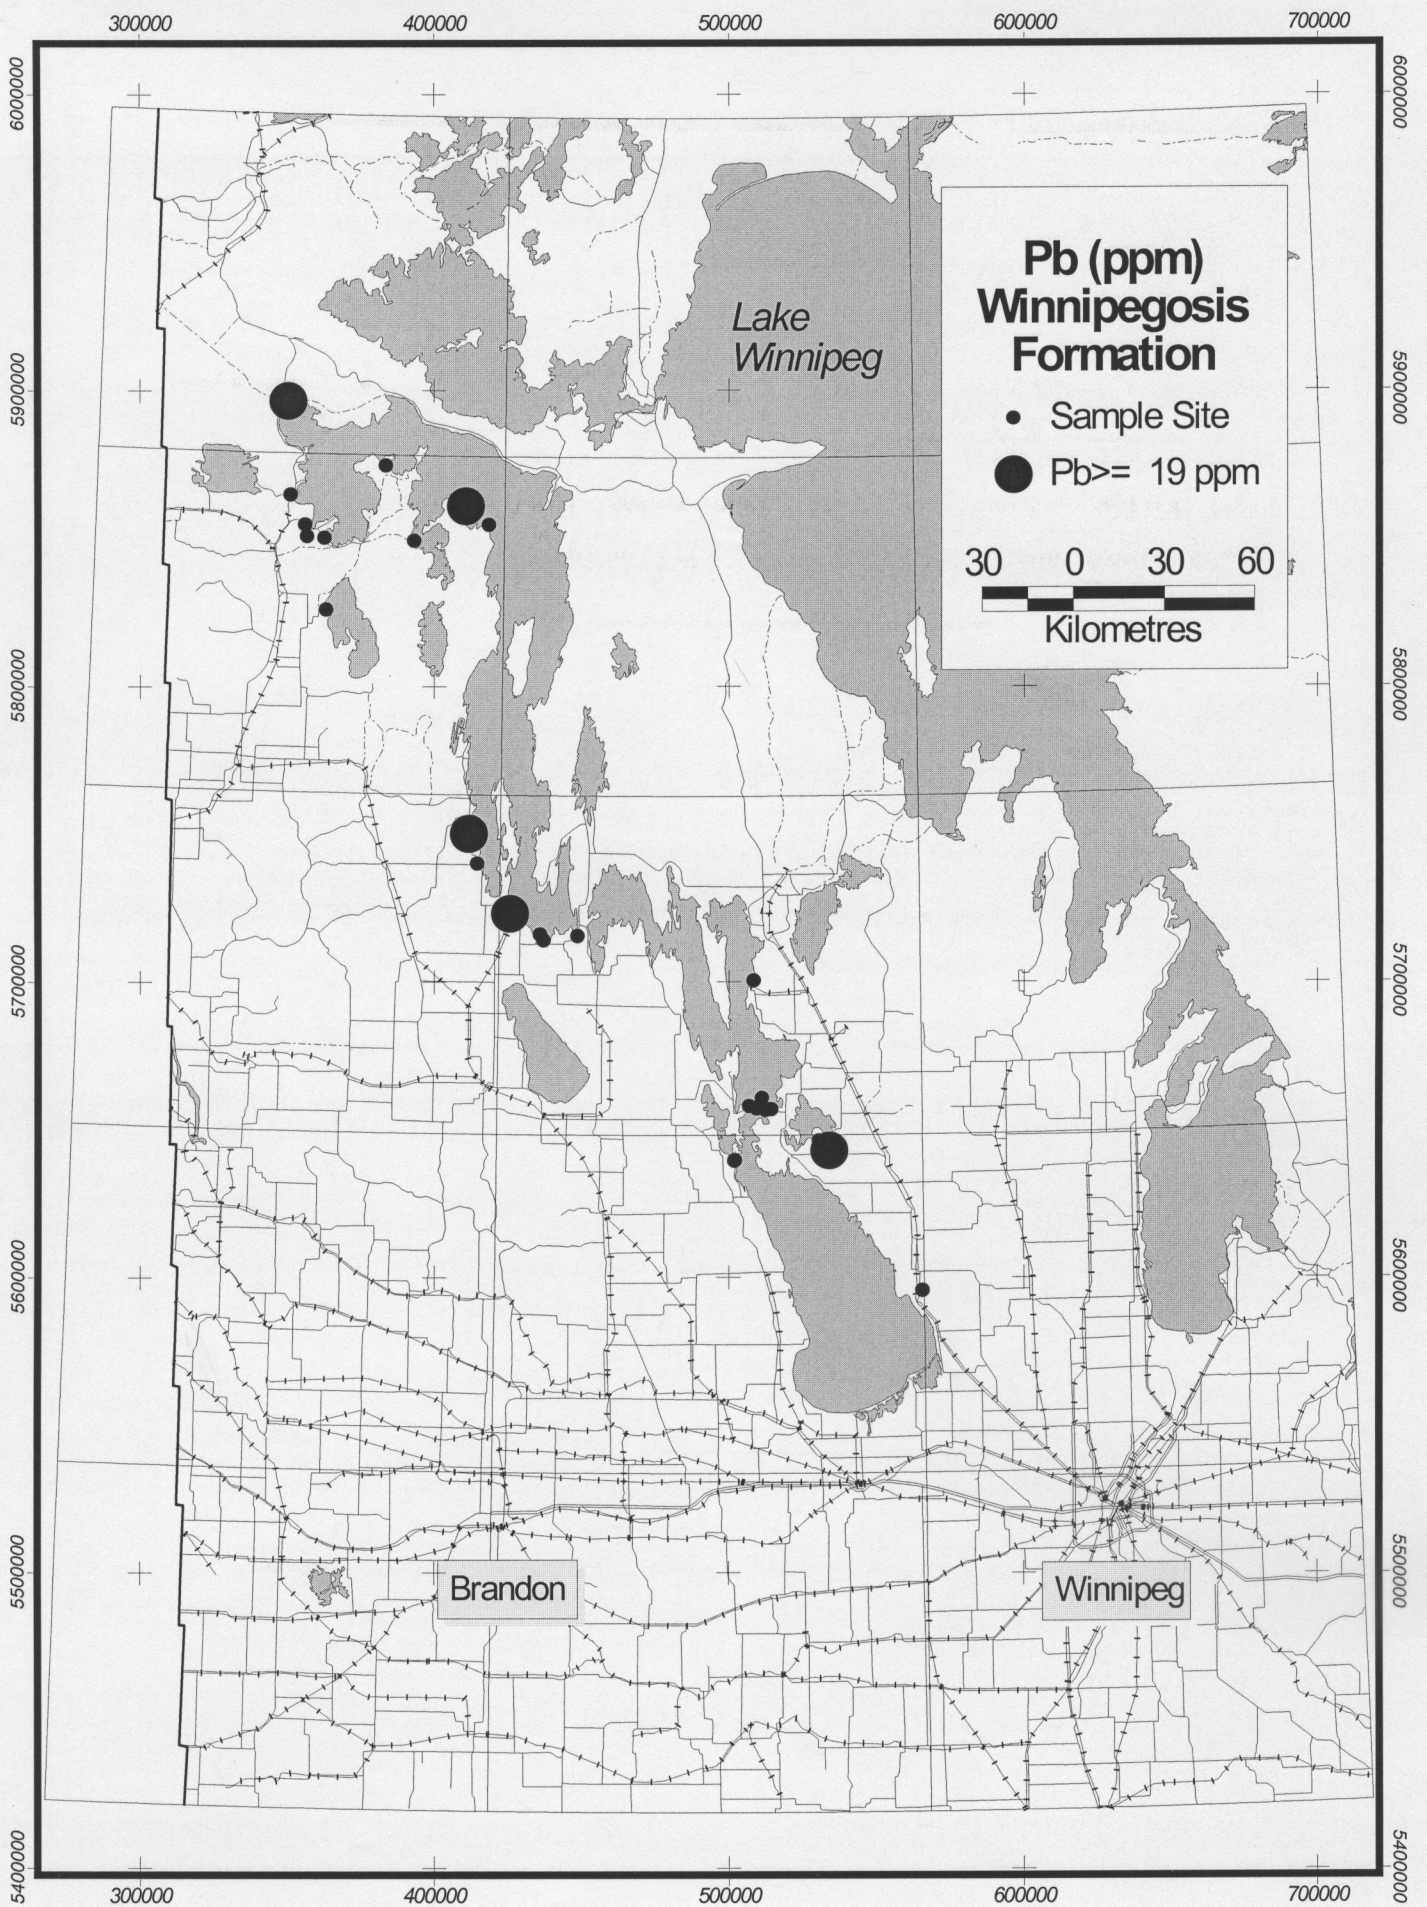 300000 400000 500000 600000 700000
6000000 6000000
Pb (ppm)
Winnipegosis
Formation
Lake
Winnipeg
5900000 5900000
Sample Site
Pb>= 19 ppm
30 0 30 60
Kilometres
5800000 5800000
5700000 5700000
5600000 5600000
5500000 5500000
Brandon Winnipeg
5400000 5400000
300000 400000 500000 600000 700000